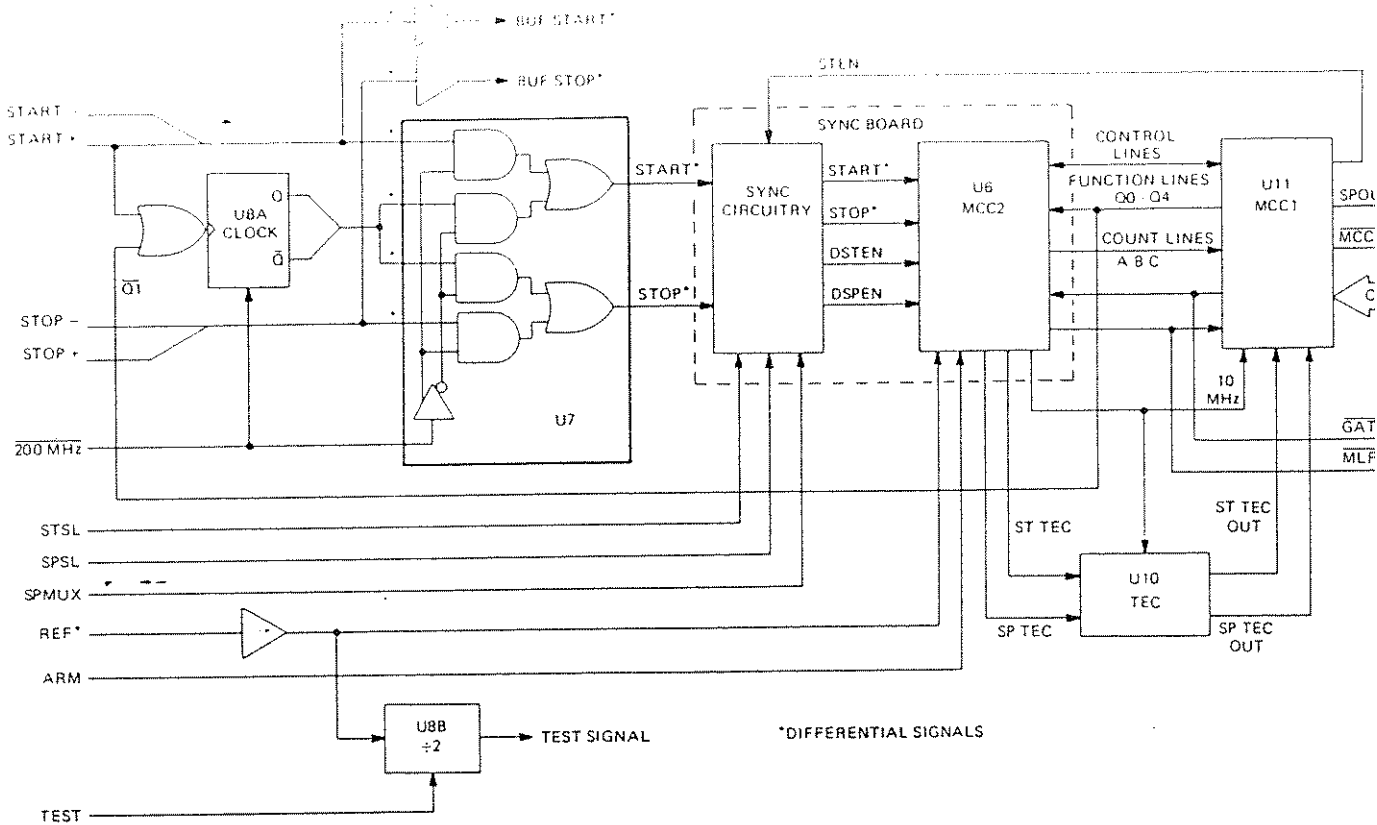 BUF START*
BUF STOP*
STEN
START -
START +
SYNC BOARD
CONTROL
LINES
U8A
CLOCK
Q
Q̅
START*
SYNC
CIRCUITRY
START*
STOP*
DSTEN
DSPEN
U6
MCC2
FUNCTION LINES
Q0 - Q4
COUNT LINES
A B C
U11
MCC1
Q̅1̅
STOP*
STOP -
STOP +
U7
10
MHz
2̅0̅0̅ M̅H̅z̅
STSL
SPSL
SPMUX
REF*
ARM
ST TEC
SP TEC
U10
TEC
ST TEC
OUT
SP TEC
OUT
U8B
÷2
TEST SIGNAL
*DIFFERENTIAL SIGNALS
TEST